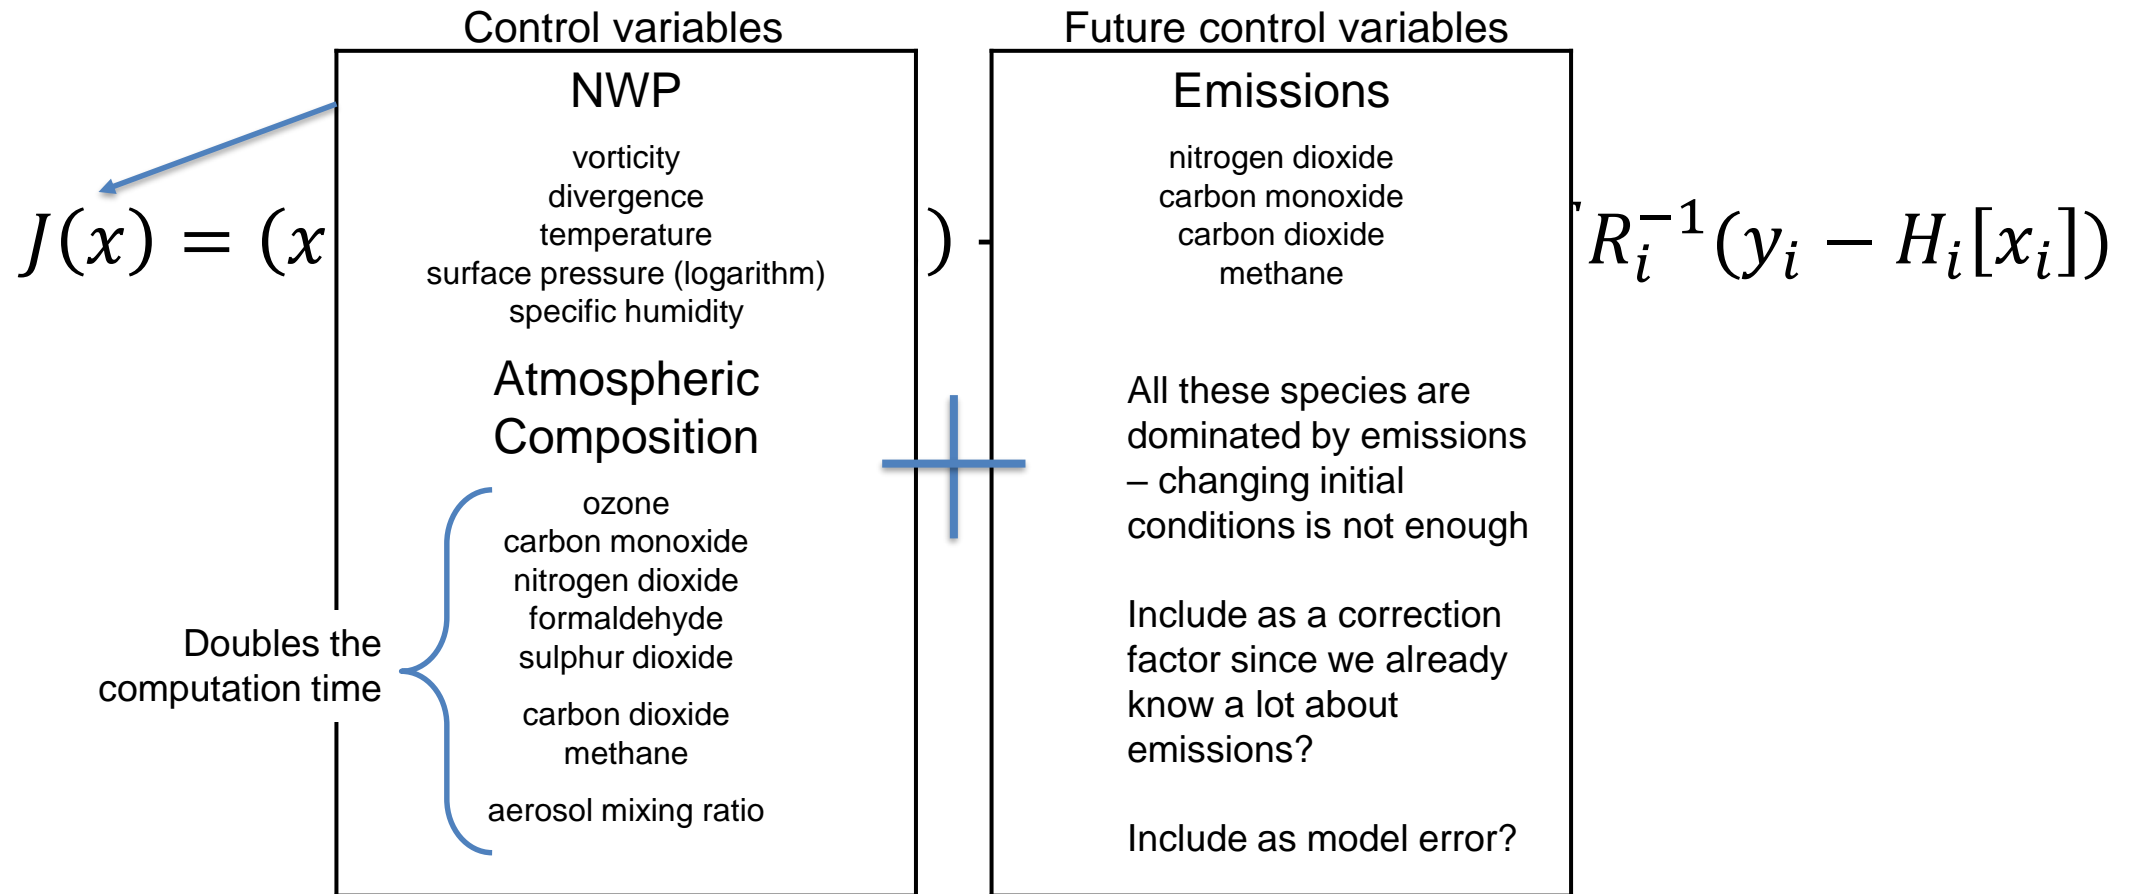 Control variables
NWP
vorticity
divergence
temperature
surface pressure (logarithm)
specific humidity
Atmospheric
Composition
ozone
carbon monoxide
nitrogen dioxide
formaldehyde
sulphur dioxide
carbon dioxide
methane
aerosol mixing ratio
Doubles the
computation time
Future control variables
Emissions
nitrogen dioxide
carbon monoxide
carbon dioxide
methane
All these species are
dominated by emissions
– changing initial
conditions is not enough
Include as a correction
factor since we already
know a lot about
emissions?
Include as model error?
J(x) = (x ) R_i^{-1}(y_i − H_i[x_i])